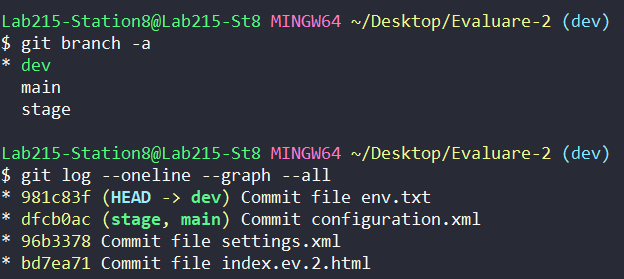 Lab215-Station8@Lab215-St8 MINGW64 ~/Desktop/Evaluare-2 (dev)
$ git branch -a
* dev
  main
  stage

Lab215-Station8@Lab215-St8 MINGW64 ~/Desktop/Evaluare-2 (dev)
$ git log --oneline --graph --all
* 981c83f (HEAD -> dev) Commit file env.txt
* dfcb0ac (stage, main) Commit configuration.xml
* 96b3378 Commit file settings.xml
* bd7ea71 Commit file index.ev.2.html